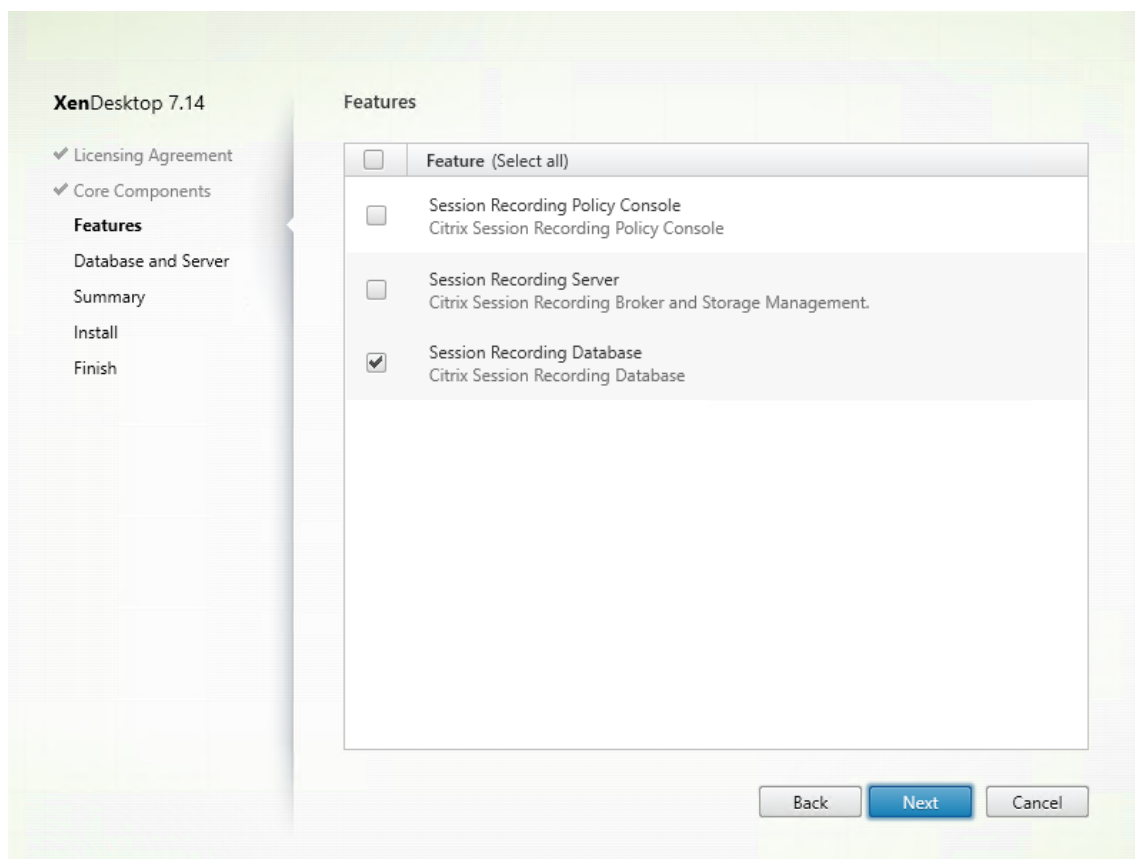 XenDesktop 7.14
Licensing Agreement
Core Components
Features
Database and Server
Summary
Install
Finish
Features
Feature (Select all)
Session Recording Policy Console
Citrix Session Recording Policy Console
Session Recording Server
Citrix Session Recording Broker and Storage Management.
Session Recording Database
Citrix Session Recording Database
Back Next Cancel